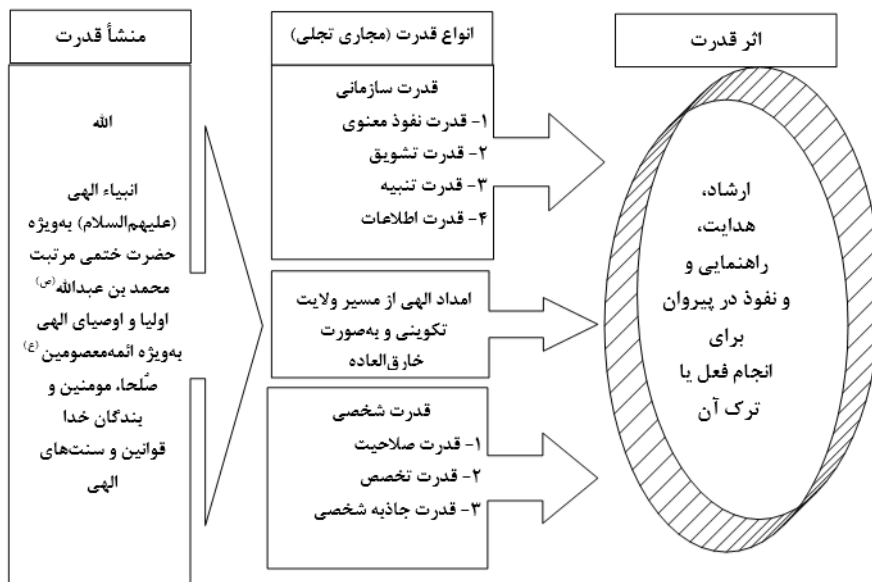 منشأ قدرت
الله
انبیاء الهی
(علیهم‌السلام) به‌ویژه
حضرت ختمی مرتبت
محمد بن عبدالله(ص)
اولیا و اوصیای الهی
به‌ویژه ائمه‌معصومین(ع)
صُلحا، مومنین و
بندگان خدا
قوانین و سنت‌های
الهی
انواع قدرت (مجاری تجلی)
قدرت سازمانی
۱- قدرت نفوذ معنوی
۲- قدرت تشویق
۳- قدرت تنبیه
۴- قدرت اطلاعات
امداد الهی از مسیر ولایت
تکوینی و به‌صورت
خارق‌العاده
قدرت شخصی
۱- قدرت صلاحیت
۲- قدرت تخصص
۳- قدرت جاذبه شخصی
اثر قدرت
ارشاد،
هدایت،
راهنمایی و
و نفوذ در پیروان
برای
انجام فعل یا
ترک آن